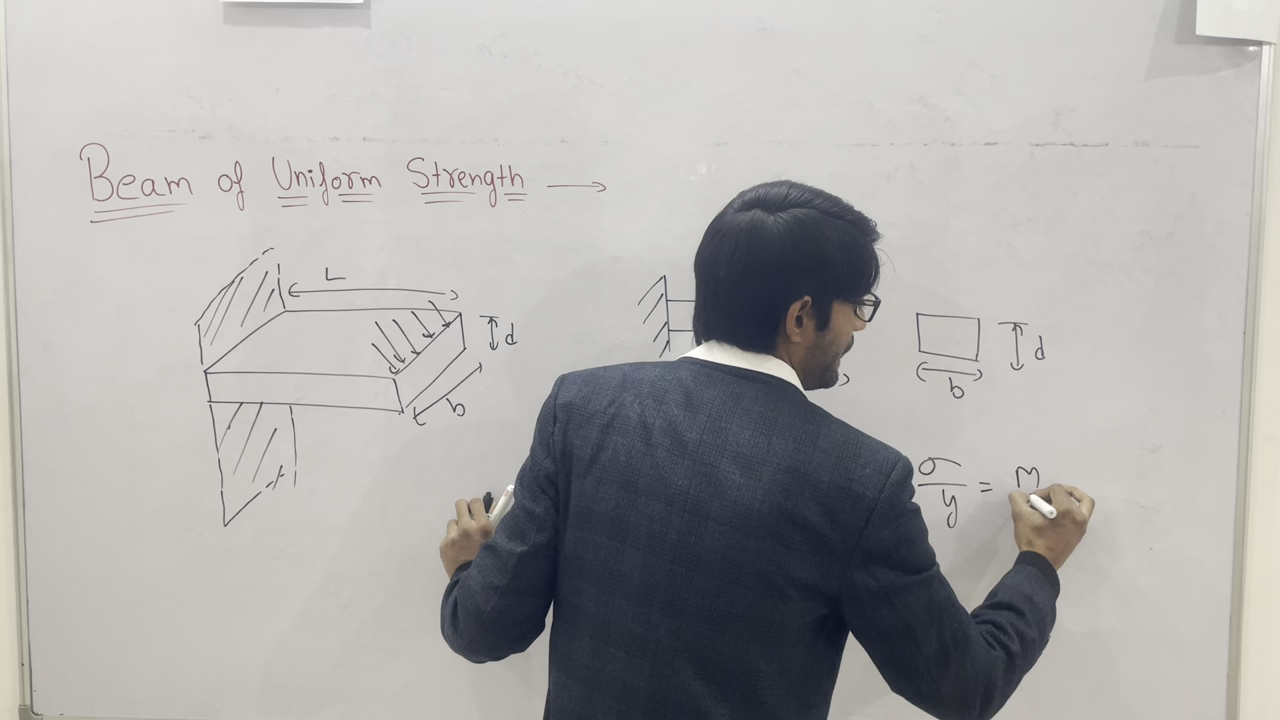 Beam of Uniform Strength →
L
d
b
d
b
σ/y = M